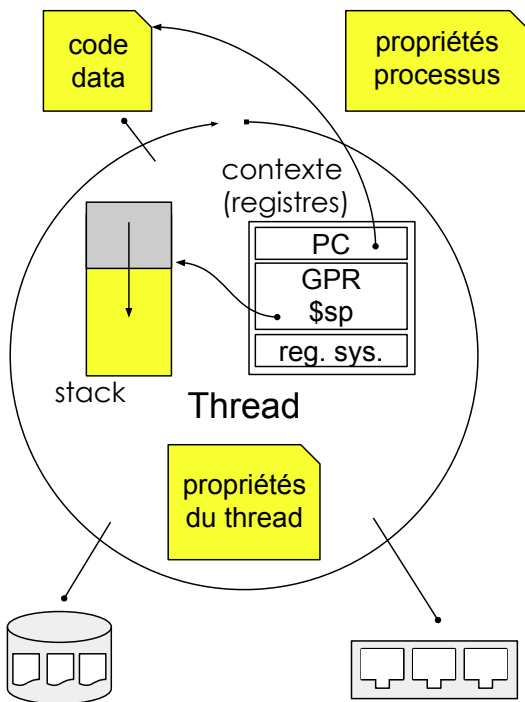 code
data
propriétés
processus
contexte
(registres)
PC
GPR
$sp
reg. sys.
stack
Thread
propriétés
du thread